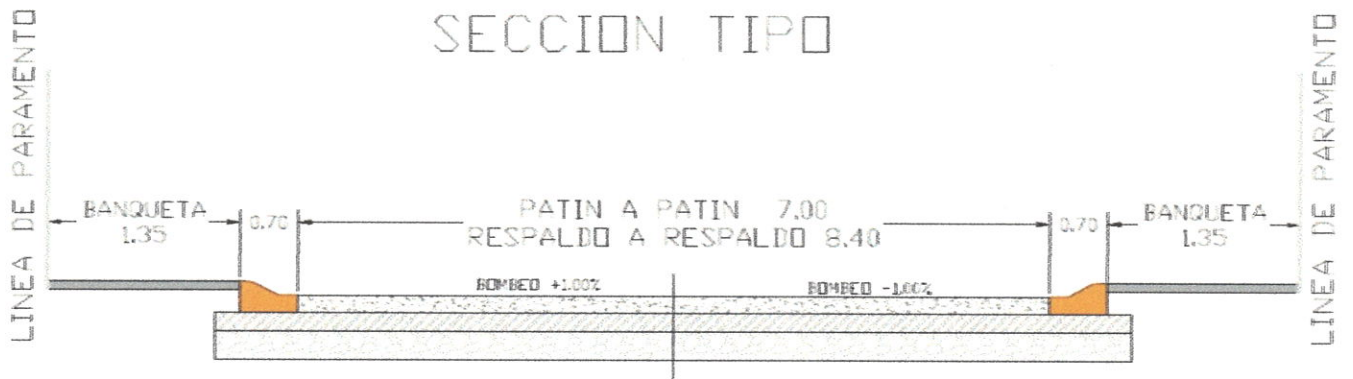 SECCION TIPO
LINEA DE PARAMENTO
BANQUETA
1.35
0.70
PATIN A PATIN 7.00
RESPALDO A RESPALDO 8.40
0.70
BANQUETA
1.35
LINEA DE PARAMENTO
BOMBEO +1.00%
BOMBEO -1.00%